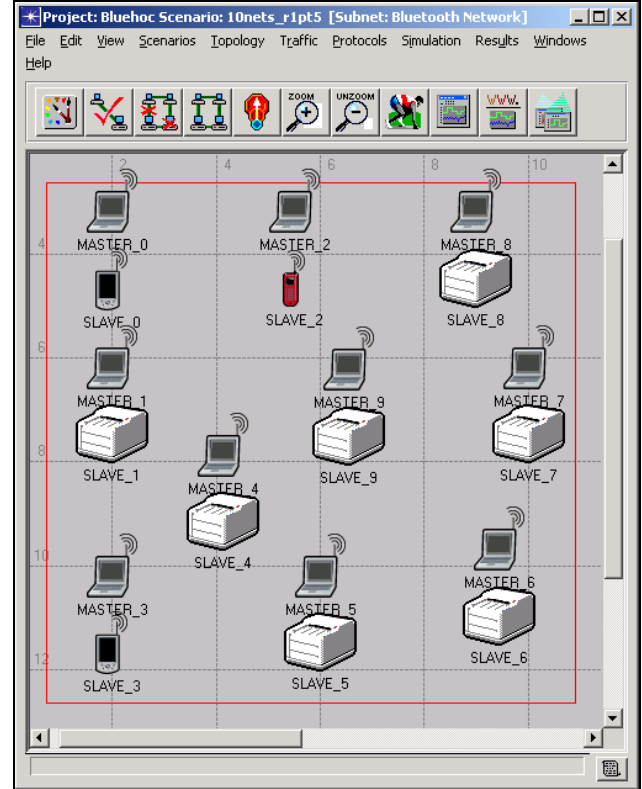 Project: Bluehoc Scenario: 10nets_r1pt5 [Subnet: Bluetooth Network]
File Edit View Scenarios Topology Traffic Protocols Simulation Results Windows
Help
ZOOM UNZOOM WWW.
2 4 6 8 10
MASTER_0 MASTER_2 MASTER_8
4
SLAVE_0 SLAVE_2 SLAVE_8
6
MASTER_1 MASTER_9 MASTER_7
8
SLAVE_1 SLAVE_9 SLAVE_7
MASTER_4
10
SLAVE_4
MASTER_6
MASTER_3 MASTER_5
12
SLAVE_6
SLAVE_3 SLAVE_5